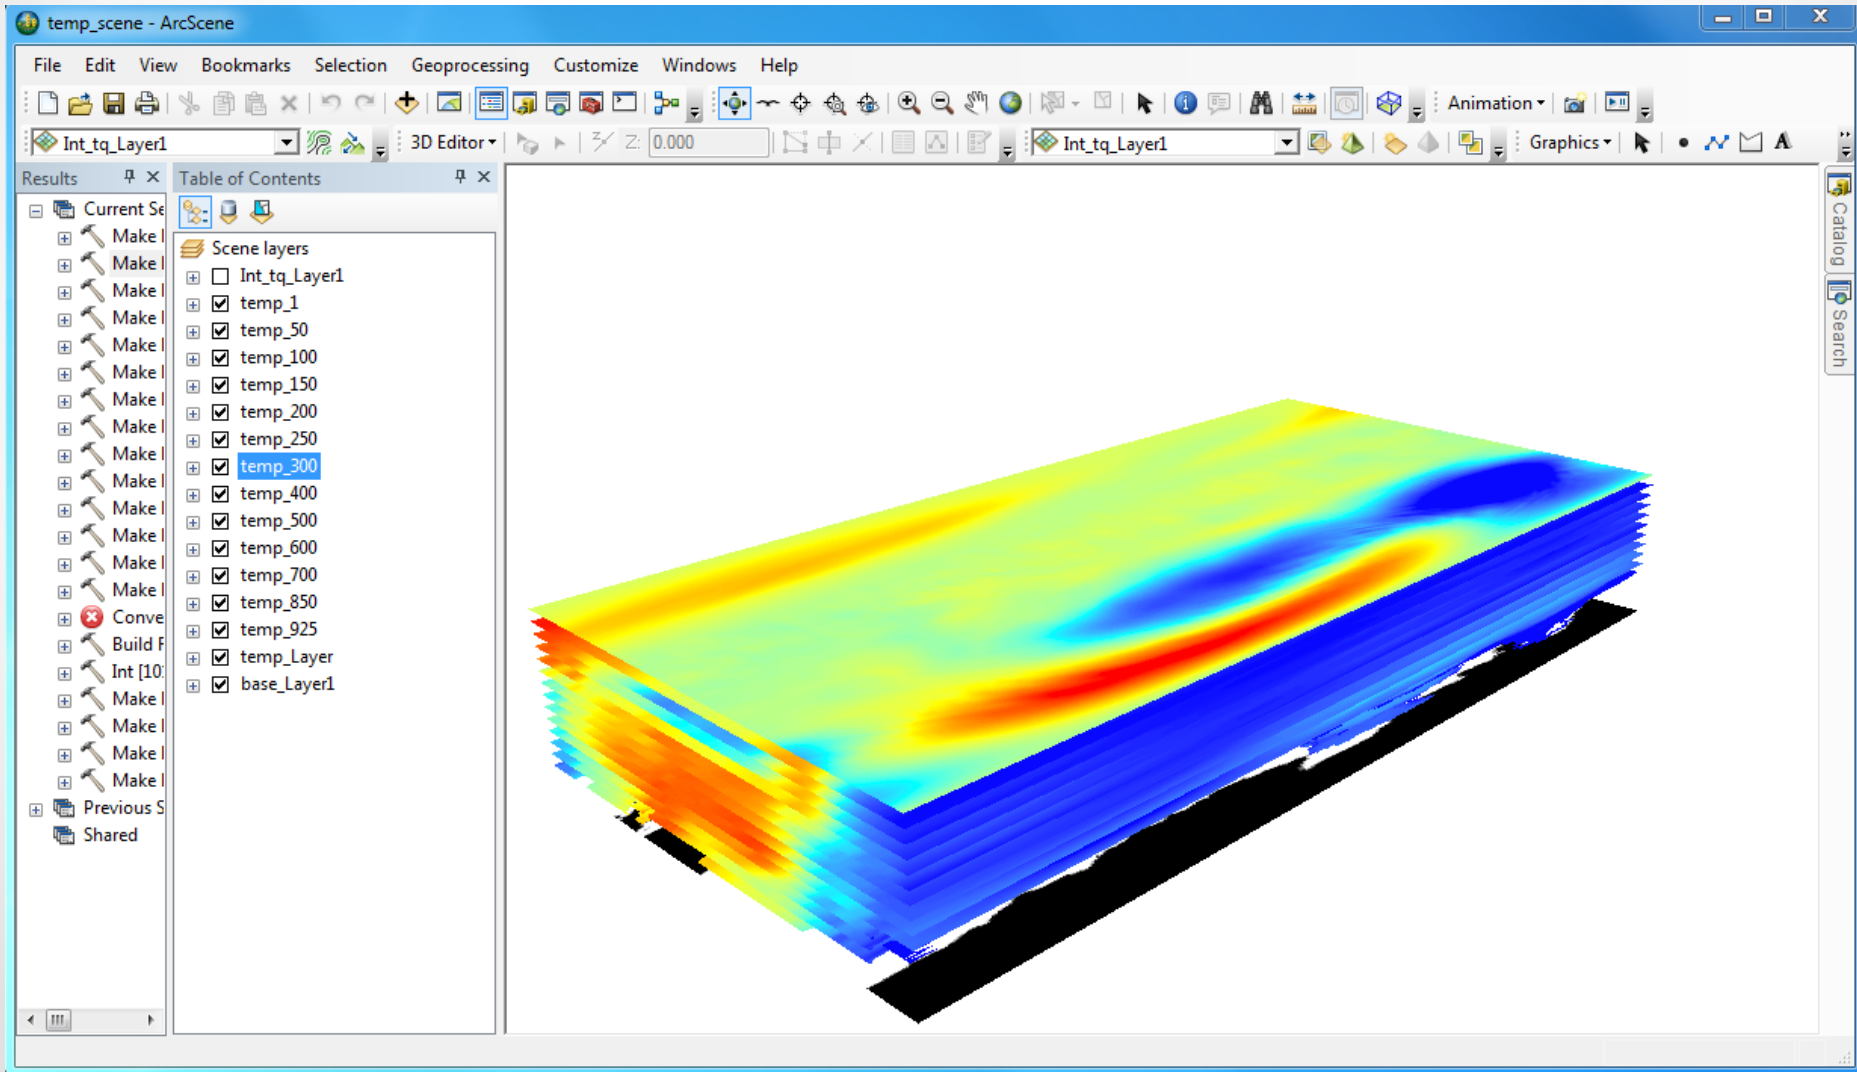 temp_scene - ArcScene
File Edit View Bookmarks Selection Geoprocessing Customize Windows Help
Animation
Int_tq_Layer1 3D Editor Z: 0.000 Int_tq_Layer1 Graphics A
Results Table of Contents
Current Se
Make I
Make I
Make I
Make I
Make I
Make I
Make I
Make I
Make I
Make I
Make I
Make I
Make I
Make I
Conve
Build F
Int [10
Make I
Make I
Make I
Make I
Previous S
Shared
Scene layers
Int_tq_Layer1
temp_1
temp_50
temp_100
temp_150
temp_200
temp_250
temp_300
temp_400
temp_500
temp_600
temp_700
temp_850
temp_925
temp_Layer
base_Layer1
Catalog
Search